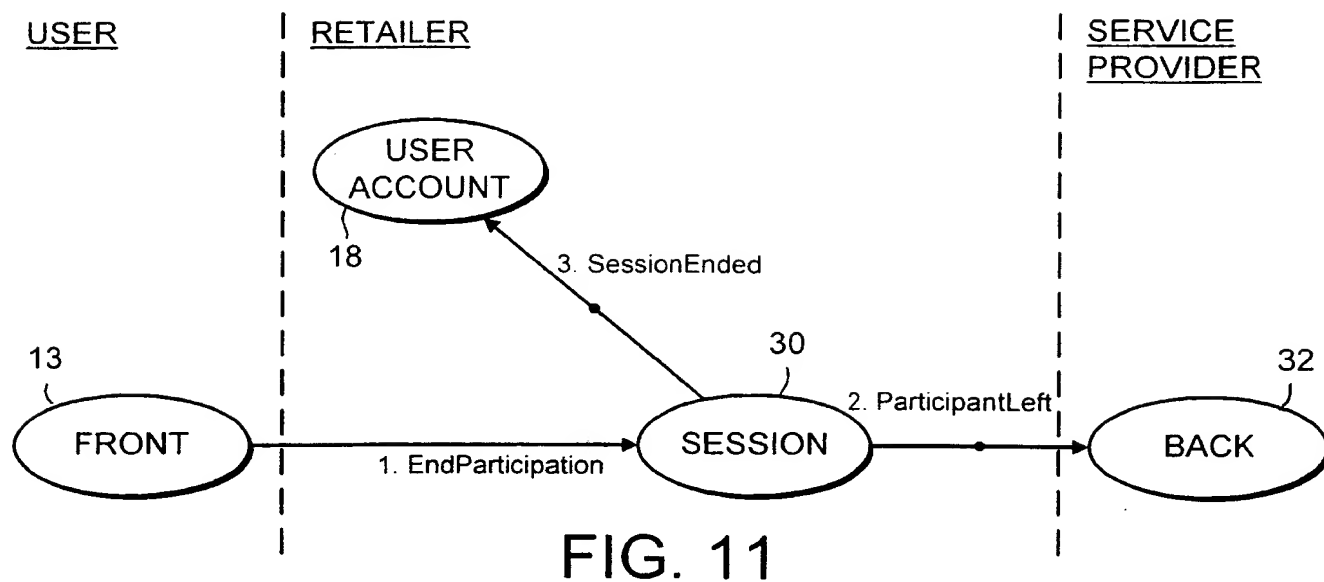 USER
RETAILER
SERVICE
PROVIDER
USER
ACCOUNT
18
3. SessionEnded
13
30
32
2. ParticipantLeft
FRONT
SESSION
BACK
1. EndParticipation
FIG. 11